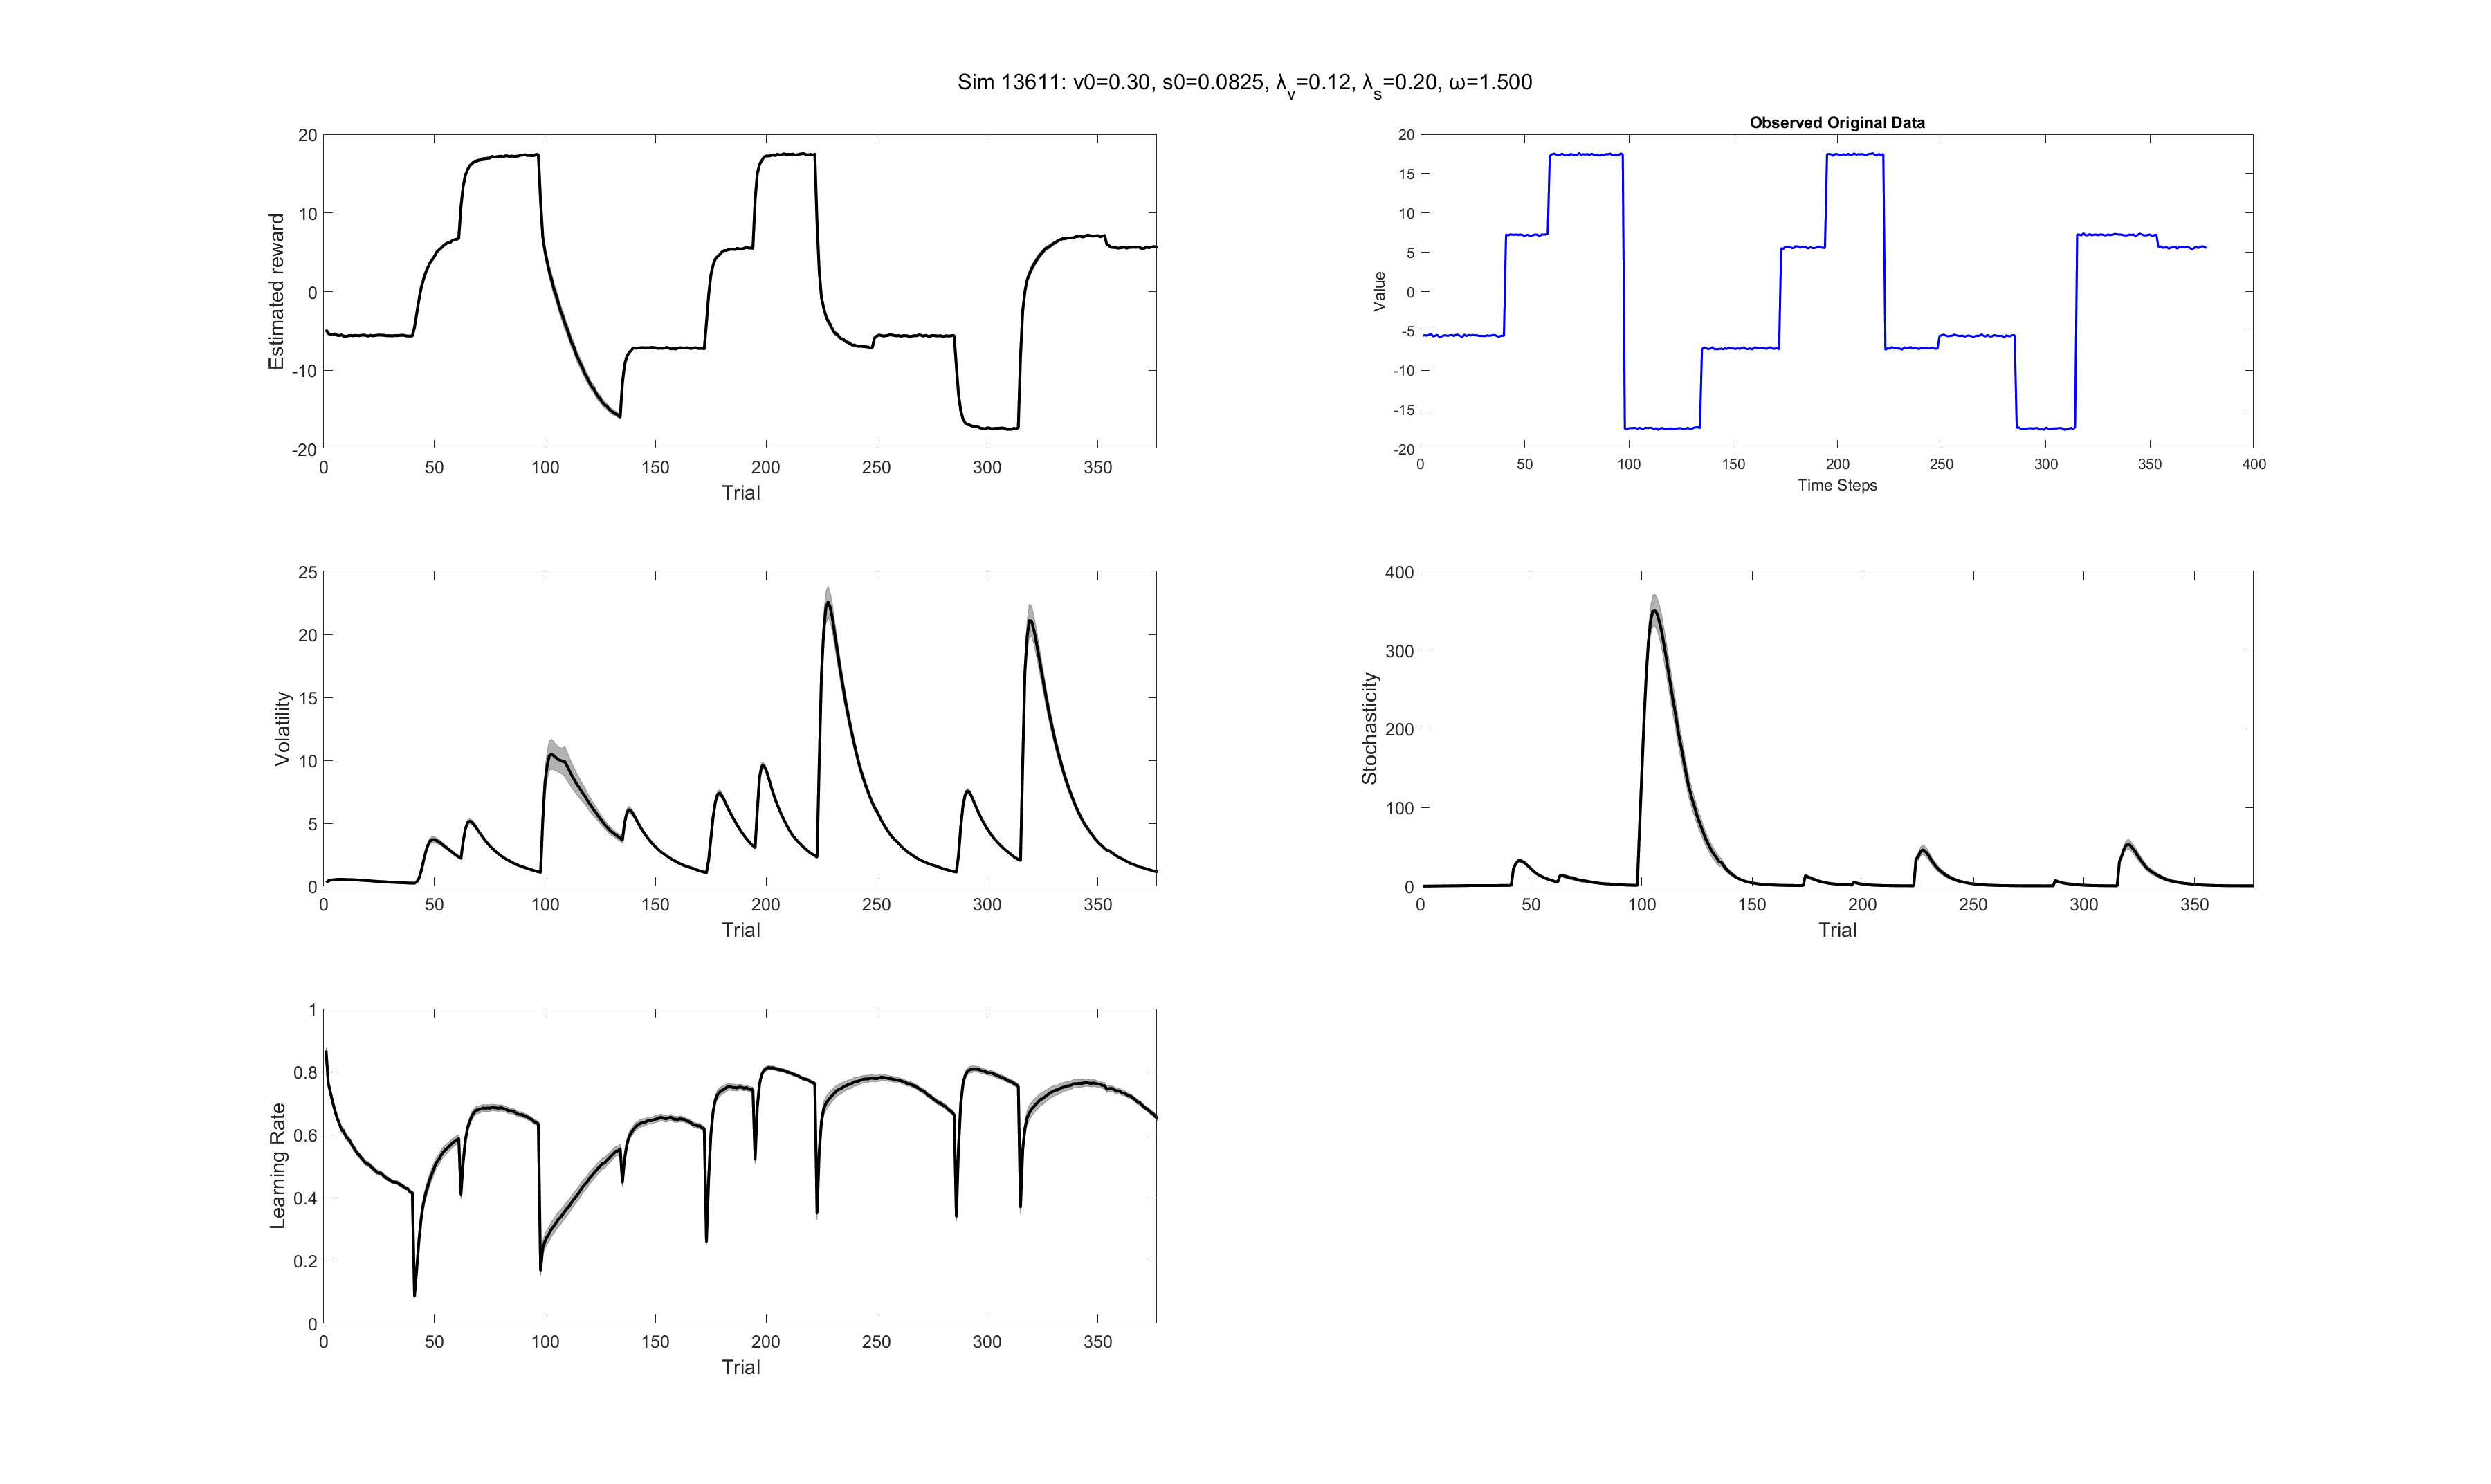 Sim 13611: v0=0.30, s0=0.0825, λv=0.12, λs=0.20, ω=1.500
20
10
0
-10
-20
Estimated reward
0 50 100 150 200 250 300 350
Trial
Observed Original Data
20
15
10
5
0
-5
-10
-15
-20
Value
0 50 100 150 200 250 300 350 400
Time Steps
25
20
15
10
5
0
Volatility
0 50 100 150 200 250 300 350
Trial
400
300
200
100
0
Stochasticity
0 50 100 150 200 250 300 350
Trial
1
0.8
0.6
0.4
0.2
0
Learning Rate
0 50 100 150 200 250 300 350
Trial